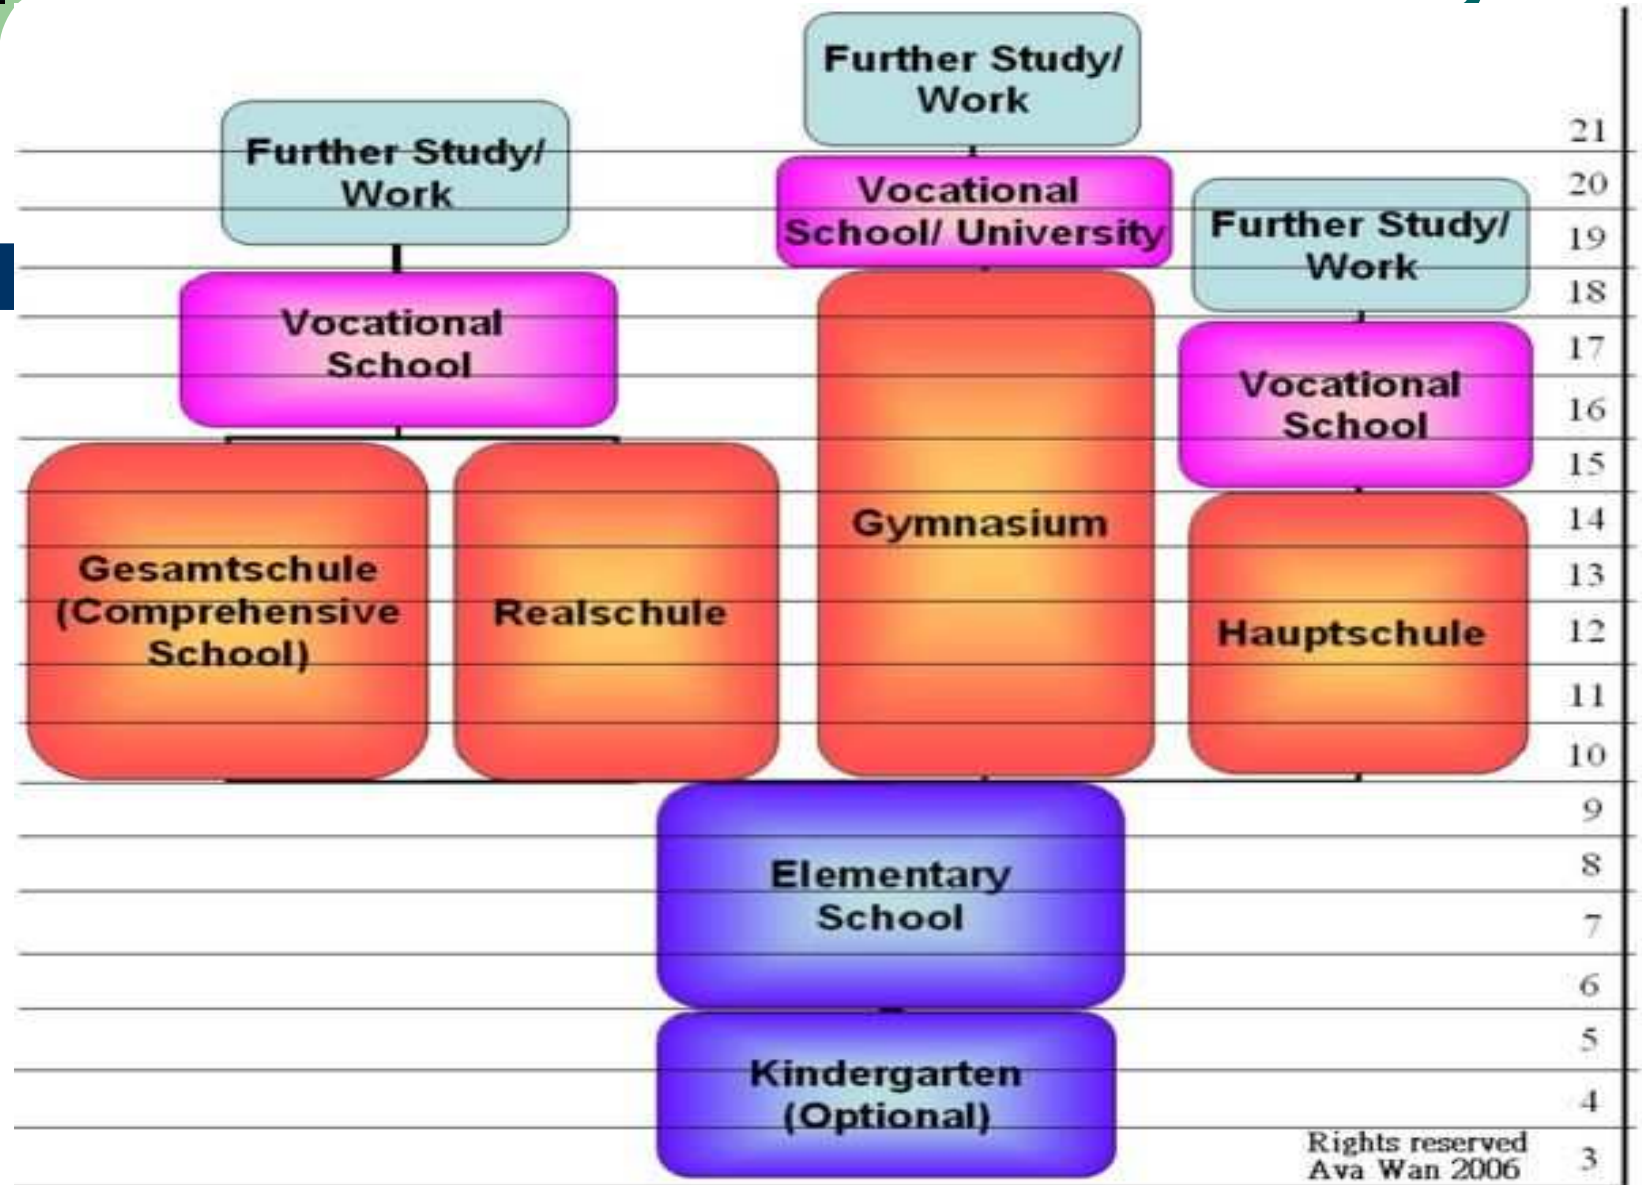 Further Study/
Work
21
Further Study/
Work
Vocational
School/ University
20
Further Study/
Work
19
18
Vocational
School
17
Vocational
School
16
15
Gymnasium
14
Gesamtschule
(Comprehensive
School)
Realschule
13
Hauptschule
12
11
10
9
Elementary
School
8
7
6
5
Kindergarten
(Optional)
4
Rights reserved
Ava Wan 2006
3